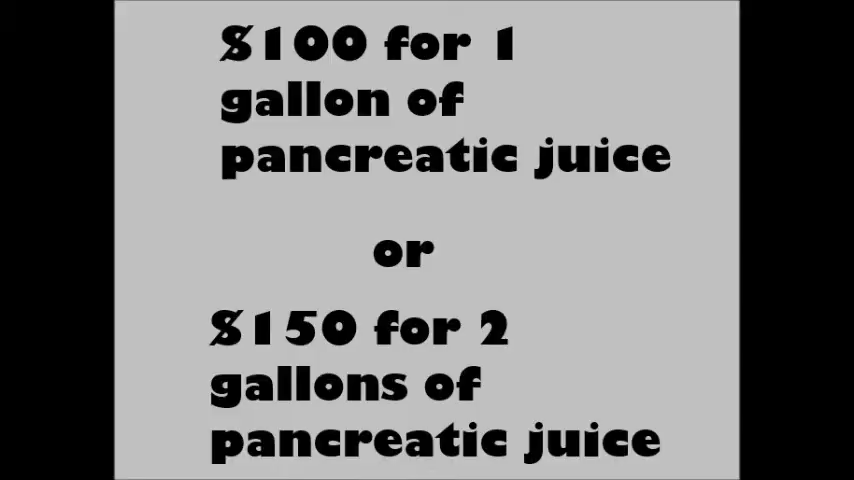 $100 for 1
gallon of
pancreatic juice
or
$150 for 2
gallons of
pancreatic juice